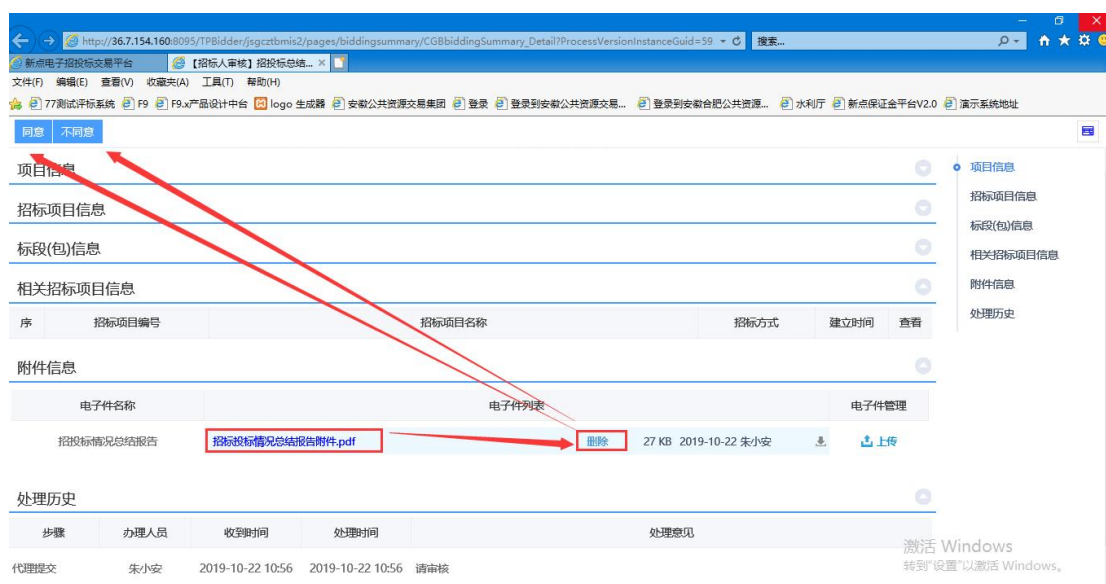 http://36.7.154.160:8095/TPBidder/jsgcztbmis2/pages/biddingsummary/CGBbiddingSummary_Detail?ProcessVersionInstanceGuid=59. 搜索...
新点电子招投标交易平台 【招标人审核】招投标总结... ×
文件(F) 编辑(E) 查看(V) 收藏夹(A) 工具(T) 帮助(H)
77测试评标系统 F9 F9.x产品设计中台 logo 生成器 安徽公共资源交易集团 登录 登录到安徽公共资源交易... 登录到安徽合肥公共资源... 水利厅 新点保证金平台V2.0 演示系统地址
同意 不同意
项目信息
招标项目信息
标段(包)信息
相关招标项目信息
序 招标项目编号 招标项目名称 招标方式 建立时间 查看
附件信息
电子件名称 电子件列表 电子件管理
招投标情况总结报告 招标投标情况总结报告附件.pdf 删除 27 KB 2019-10-22 朱小安 上传
处理历史
步骤 办理人员 收到时间 处理时间 处理意见
代理提交 朱小安 2019-10-22 10:56 2019-10-22 10:56 请审核
项目信息
招标项目信息
标段(包)信息
相关招标项目信息
附件信息
处理历史
激活 Windows
转到"设置"以激活 Windows。